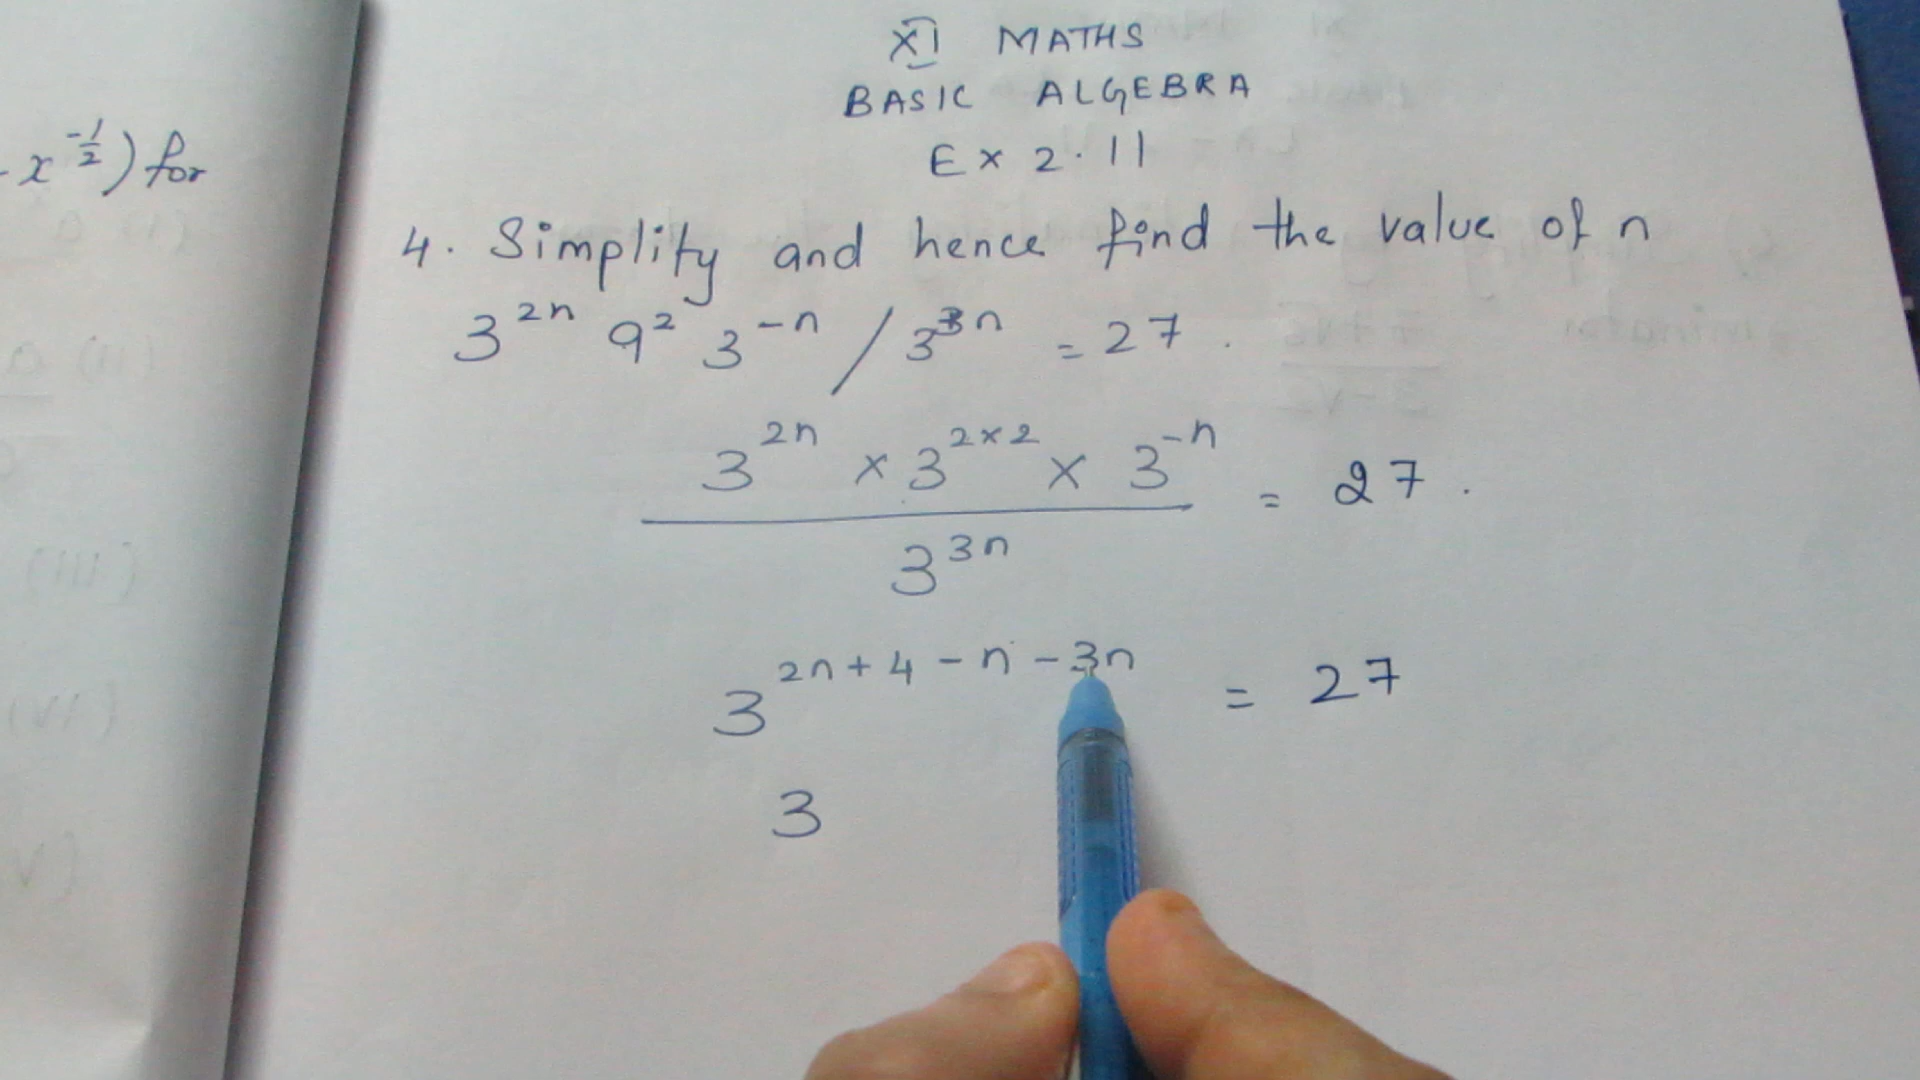 x^{-1/2}) for
XI MATHS
BASIC ALGEBRA
Ex 2.11
4. Simplify and hence find the value of n
3^{2n} 9^2 3^{-n} / 3^{3n} = 27.
3^{2n} × 3^{2×2} × 3^{-n} = 27.
3^{3n}
3^{2n+4-n-3n} = 27
3